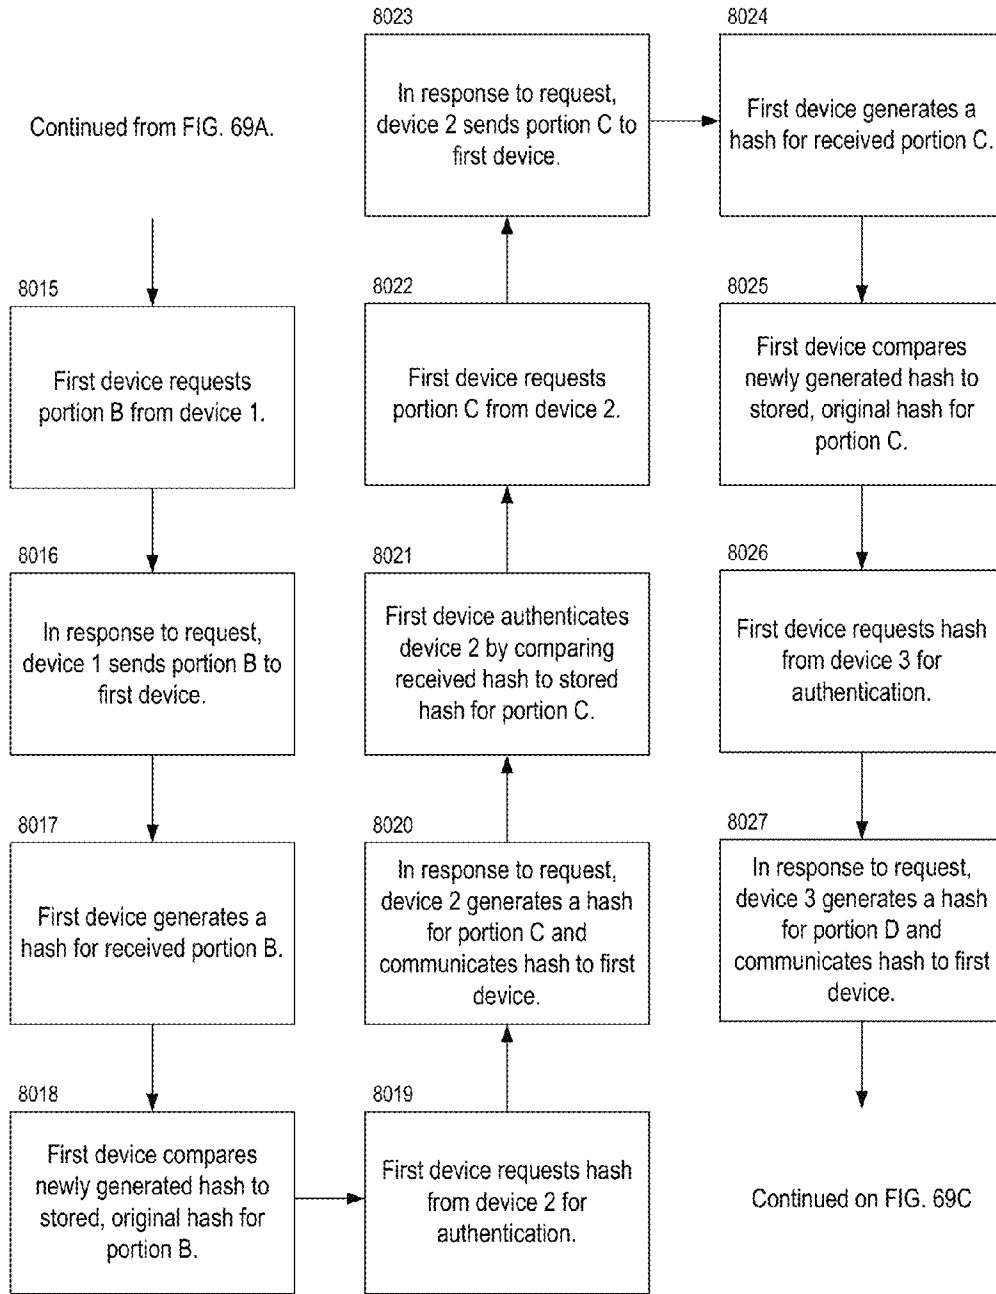 Continued from FIG. 69A.
8015
First device requests
portion B from device 1.
8016
In response to request,
device 1 sends portion B to
first device.
8017
First device generates a
hash for received portion B.
8018
First device compares
newly generated hash to
stored, original hash for
portion B.
8019
First device requests hash
from device 2 for
authentication.
8020
In response to request,
device 2 generates a hash
for portion C and
communicates hash to first
device.
8021
First device authenticates
device 2 by comparing
received hash to stored
hash for portion C.
8022
First device requests
portion C from device 2.
8023
In response to request,
device 2 sends portion C to
first device.
8024
First device generates a
hash for received portion C.
8025
First device compares
newly generated hash to
stored, original hash for
portion C.
8026
First device requests hash
from device 3 for
authentication.
8027
In response to request,
device 3 generates a hash
for portion D and
communicates hash to first
device.
Continued on FIG. 69C